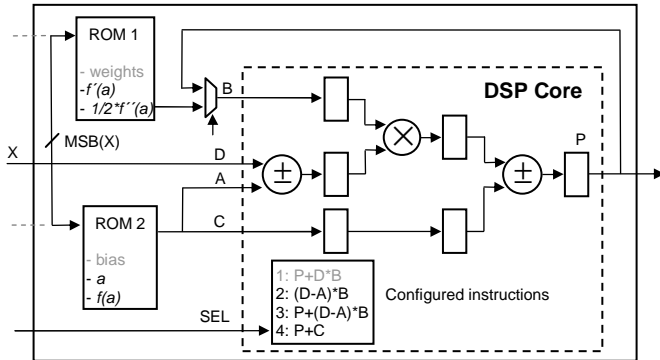 ROM 1
- weights
-f´(a)
- 1/2*f´´(a)
B
DSP Core
MSB(X)
X
D
A
P
ROM 2
- bias
- a
- f(a)
C
×
±
±
1: P+D*B
2: (D-A)*B
3: P+(D-A)*B
4: P+C
Configured instructions
SEL